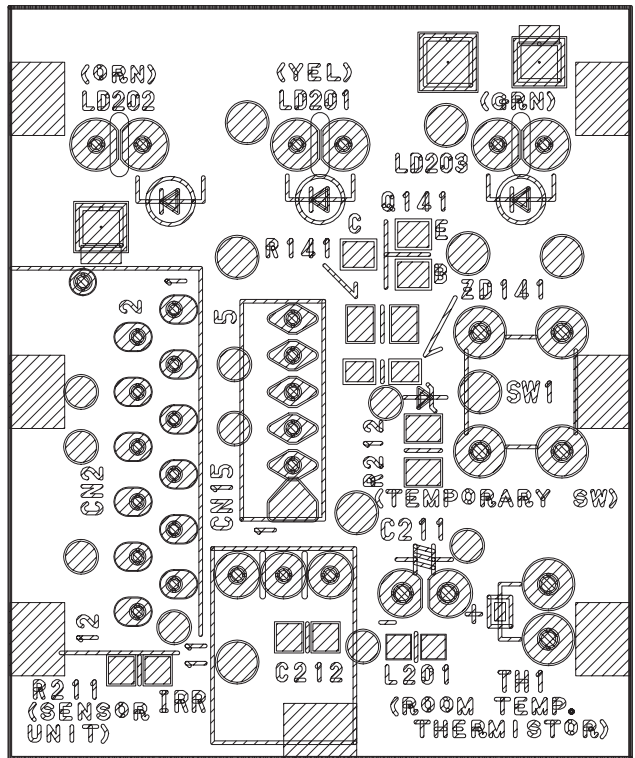 (ORN)
LD202
(YEL)
LD201
(GRN)
LD203
Q141
C
E
B
R141
ZD141
1
2
5
SW1
R212
CN2
CN15
(TEMPORARY SW)
1
C211
12
1
+
-
C212
L201
TH1
(ROOM TEMP.
THERMISTOR)
R211
(SENSOR
UNIT)
IRR